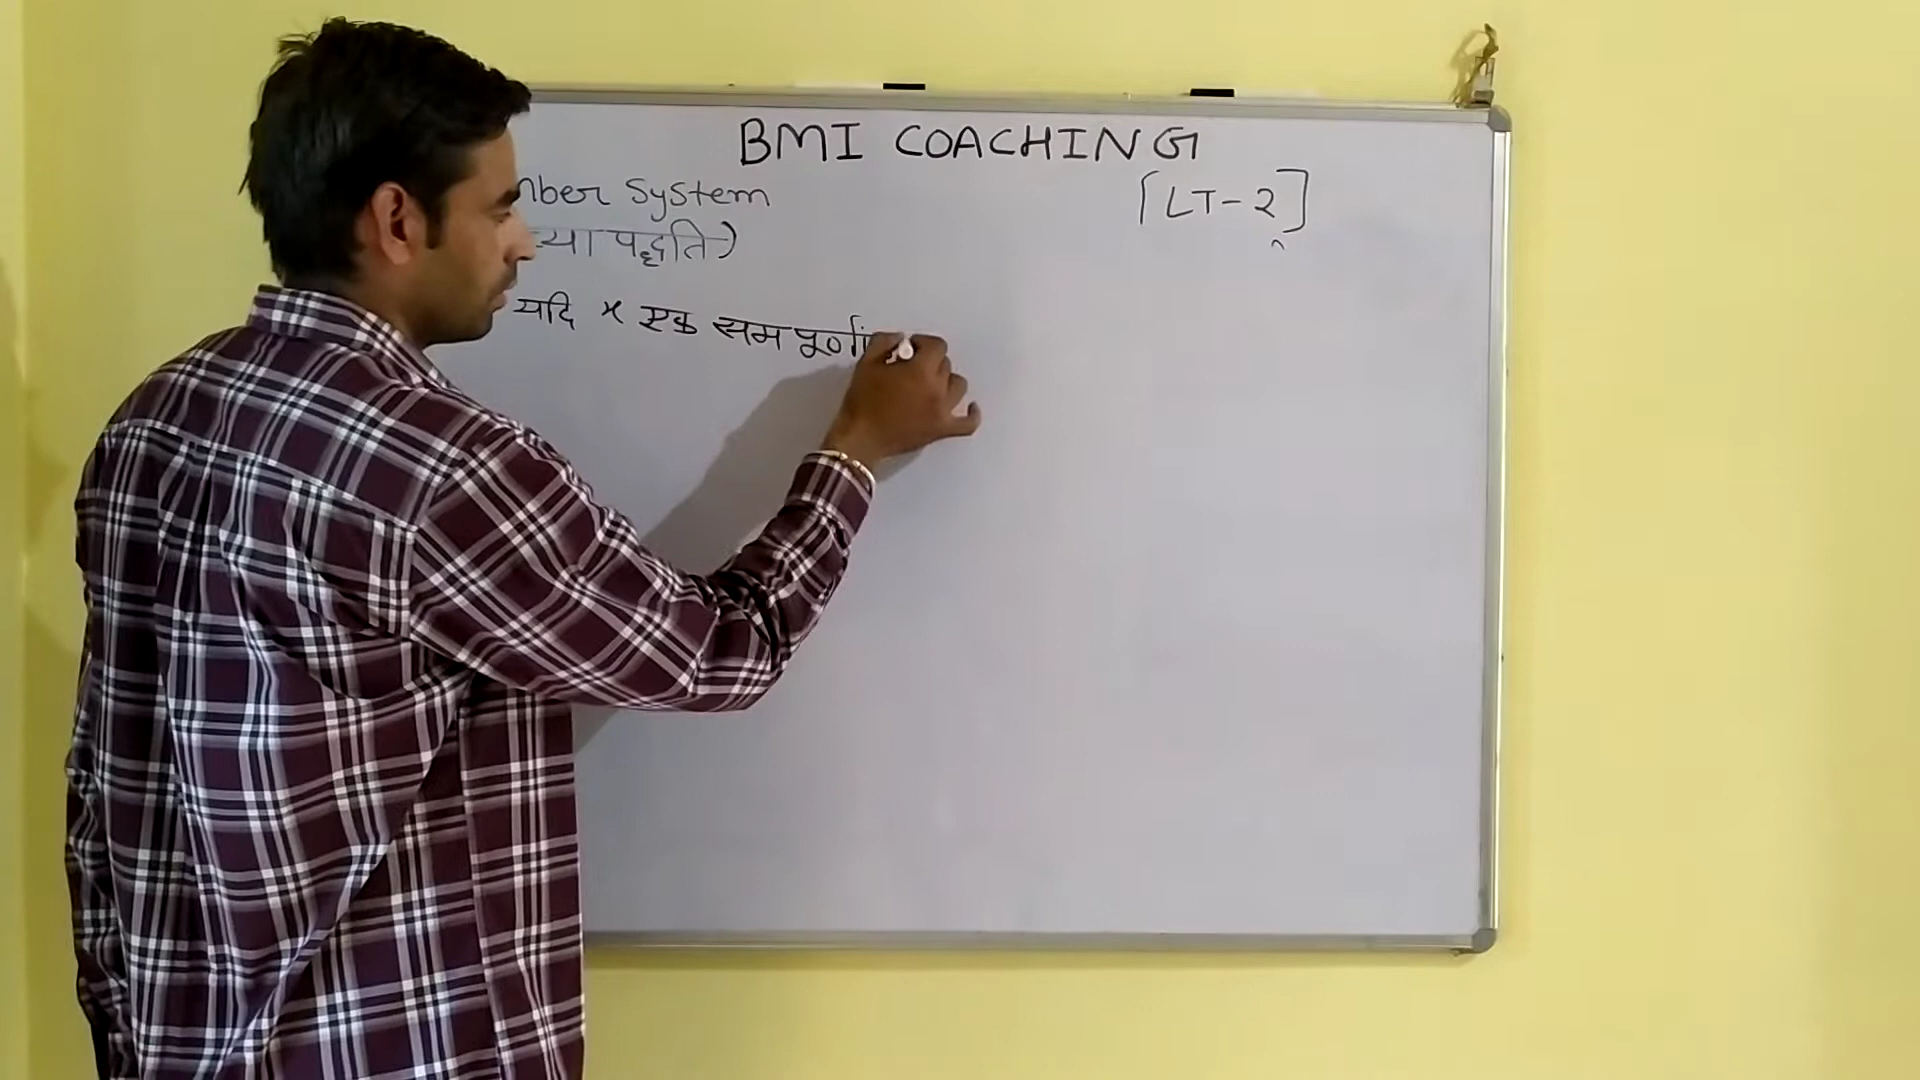 BMI COACHING
mber System
[LT-2]
ख्या पद्धति)
यदि x एक सम